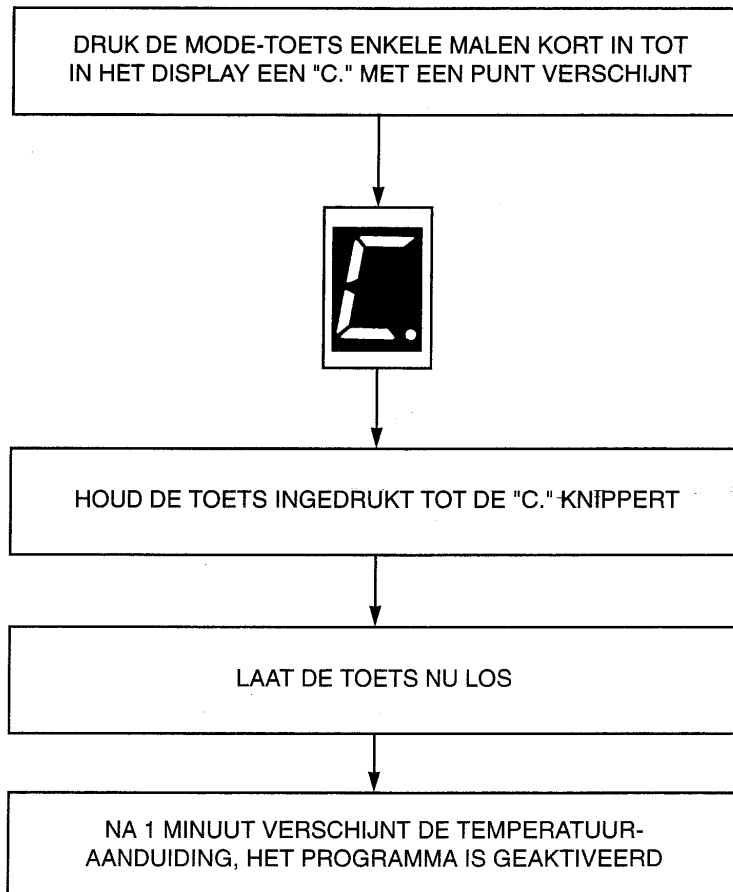 DRUK DE MODE-TOETS ENKELE MALEN KORT IN TOT
IN HET DISPLAY EEN "C." MET EEN PUNT VERSCHIJNT
C.
HOUD DE TOETS INGEDRUKT TOT DE "C." KNIPPERT
LAAT DE TOETS NU LOS
NA 1 MINUUT VERSCHIJNT DE TEMPERATUUR-
AANDUIDING, HET PROGRAMMA IS GEAKTIVEERD